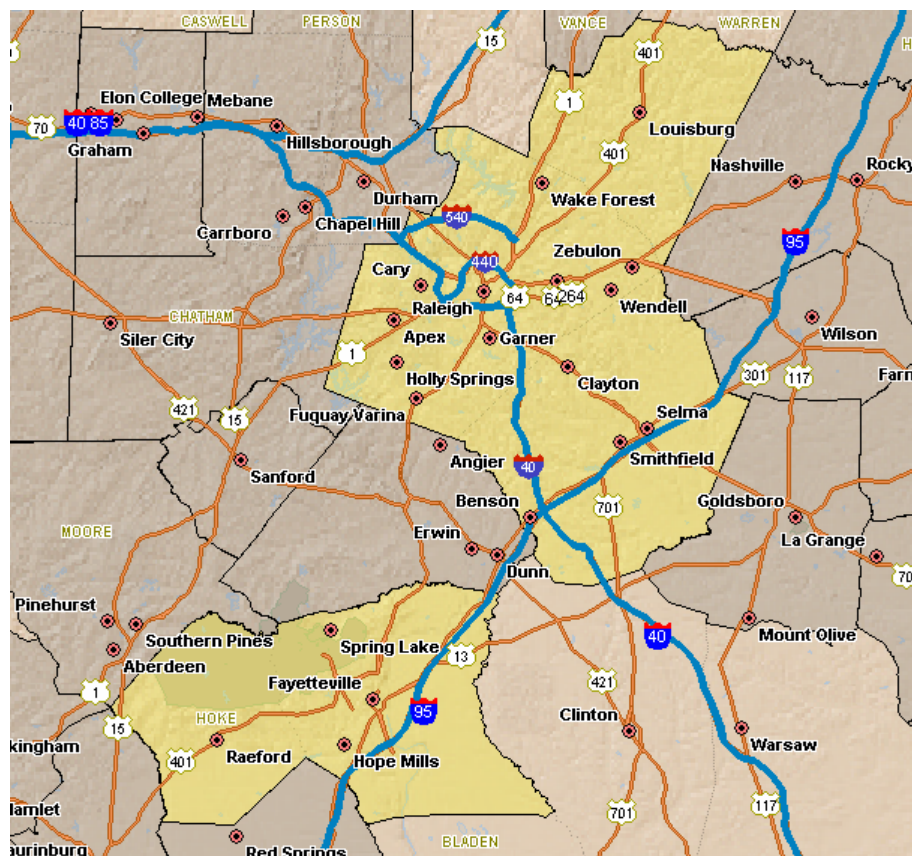 CASWELL
PERSON
VANCE
WARREN
15
401
1
70
40
85
Elon College
Mebane
Graham
Hillsborough
Louisburg
401
Nashville
Rocky
Durham
Wake Forest
Carrboro
Chapel Hill
540
95
Zebulon
440
Cary
64
64
264
Raleigh
Wendell
CHATHAM
Siler City
Apex
Garner
Wilson
1
Holly Springs
Clayton
301
117
Farn
421
15
Fuquay Varina
Selma
Smithfield
Sanford
Angier
40
Benson
701
Goldsboro
MOORE
Erwin
La Grange
Dunn
70
Pinehurst
Southern Pines
Spring Lake
13
40
Mount Olive
Aberdeen
Fayetteville
421
1
15
HOKE
95
Clinton
kingham
401
Raeford
Hope Mills
Warsaw
Hamlet
701
117
aurinburg
Red Springs
BLADEN